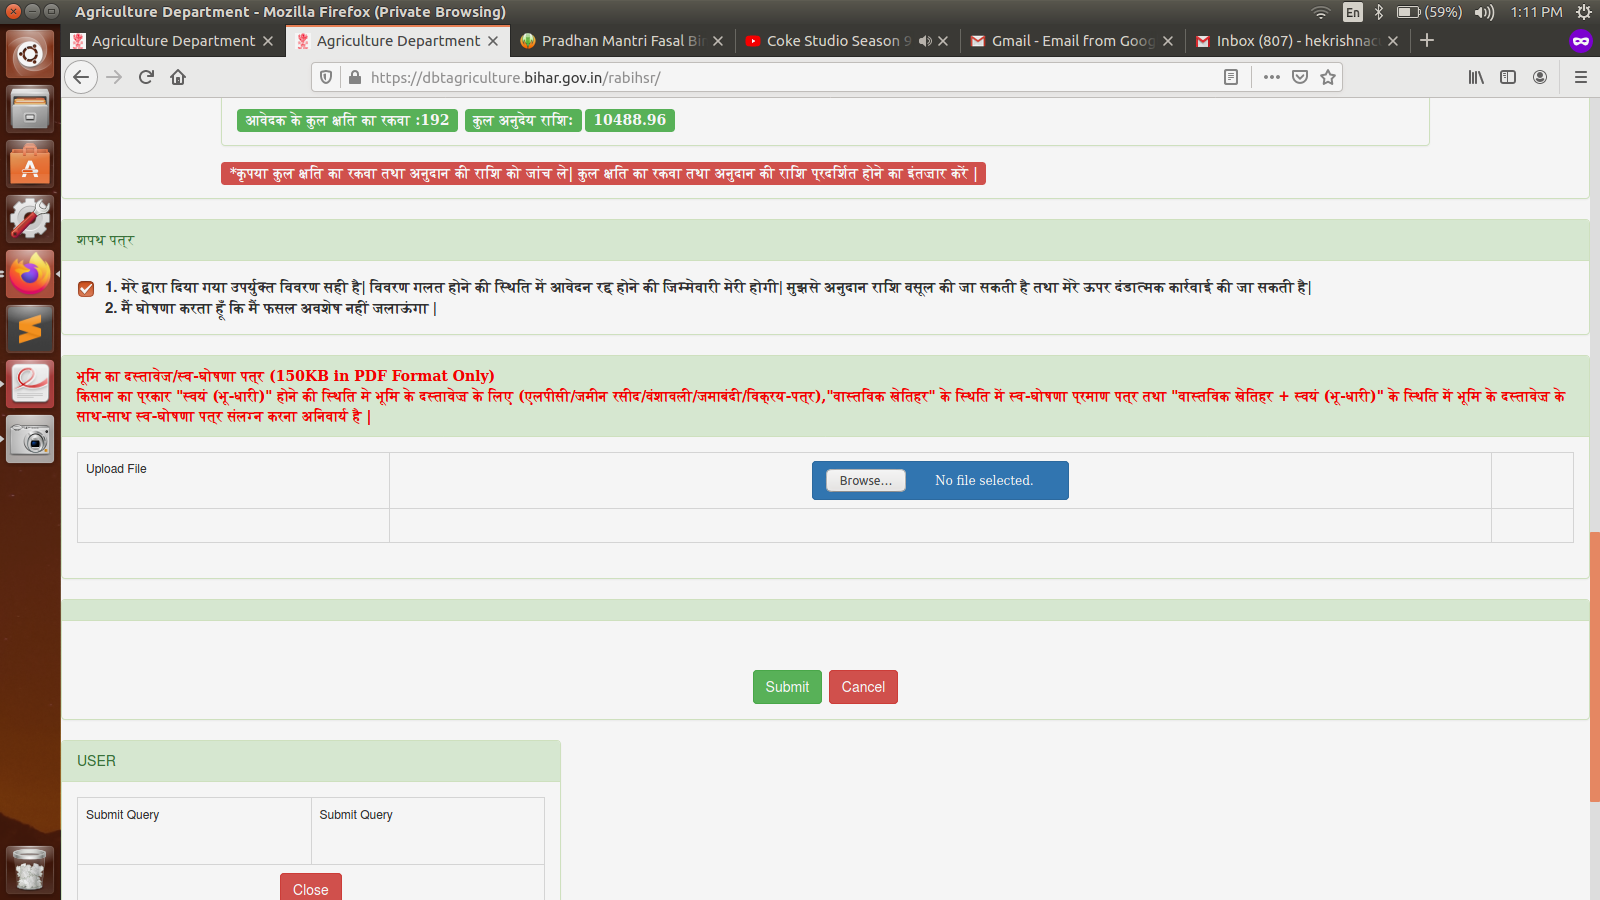 Agriculture Department - Mozilla Firefox (Private Browsing)
En (59%) 1:11 PM
Agriculture Department
Agriculture Department
Pradhan Mantri Fasal Bi
Coke Studio Season 9
Gmail - Email from Goog
Inbox (807) - hekrishnac
https://dbtagriculture.bihar.gov.in/rabihsr/
आवेदक के कुल क्षति का रकवा :192 कुल अनुदेय राशि: 10488.96
*कृपया कुल क्षति का रकवा तथा अनुदान की राशि को जांच ले| कुल क्षति का रकवा तथा अनुदान की राशि प्रदर्शित होने का इंतजार करें |
शपथ पत्र
1. मेरे द्वारा दिया गया उपर्युक्त विवरण सही है| विवरण गलत होने की स्थिति में आवेदन रद्द होने की जिम्मेवारी मेरी होगी| मुझसे अनुदान राशि वसूल की जा सकती है तथा मेरे ऊपर दंडात्मक कार्रवाई की जा सकती है|
2. मैं घोषणा करता हूँ कि मैं फसल अवशेष नहीं जलाऊंगा |
भूमि का दस्तावेज/स्व-घोषणा पत्र (150KB in PDF Format Only)
किसान का प्रकार "स्वयं (भू-धारी)" होने की स्थिति मे भूमि के दस्तावेज के लिए (एलपीसी/जमीन रसीद/वंशावली/जमाबंदी/विक्रय-पत्र),"वास्तविक खेतिहर" के स्थिति में स्व-घोषणा प्रमाण पत्र तथा "वास्तविक खेतिहर + स्वयं (भू-धारी)" के स्थिति में भूमि के दस्तावेज के
साथ-साथ स्व-घोषणा पत्र संलग्न करना अनिवार्य है |
Upload File
Browse... No file selected.
Submit Cancel
USER
Submit Query Submit Query
Close